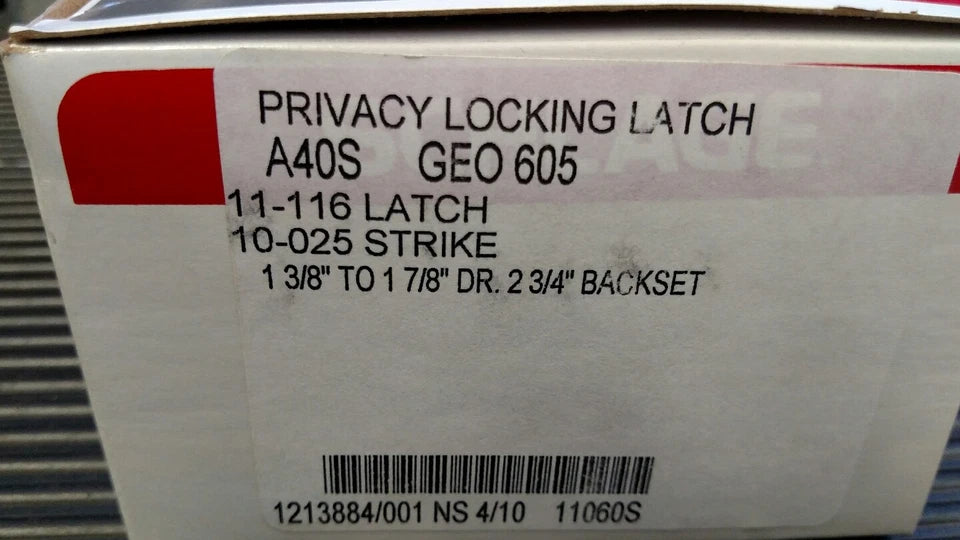 PRIVACY LOCKING LATCH
A40S GEO 605
11-116 LATCH
10-025 STRIKE
1 3/8" TO 1 7/8" DR. 2 3/4" BACKSET
1213884/001 NS 4/10 11060S